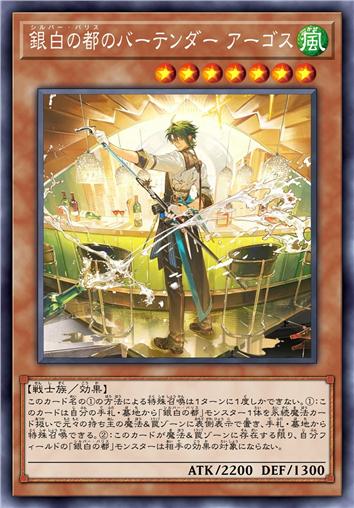 シルバー・パリス
銀白の都のバーテンダー アーゴス
風
【戦士族/効果】
このカード名の①の方法による特殊召喚は1ターンに1度しかできない。①:こ
のカードは自分の手札・墓地から「銀白の都」モンスター1体を永続魔法カー
ド扱いで元々の持ち主の魔法&罠ゾーンに表側表示で置き、手札・墓地から
特殊召喚できる。②:このカードが魔法&罠ゾーンに存在する限り、自分フ
ィールドの「銀白の都」モンスターは相手の効果の対象にならない。
ATK/2200 DEF/1300